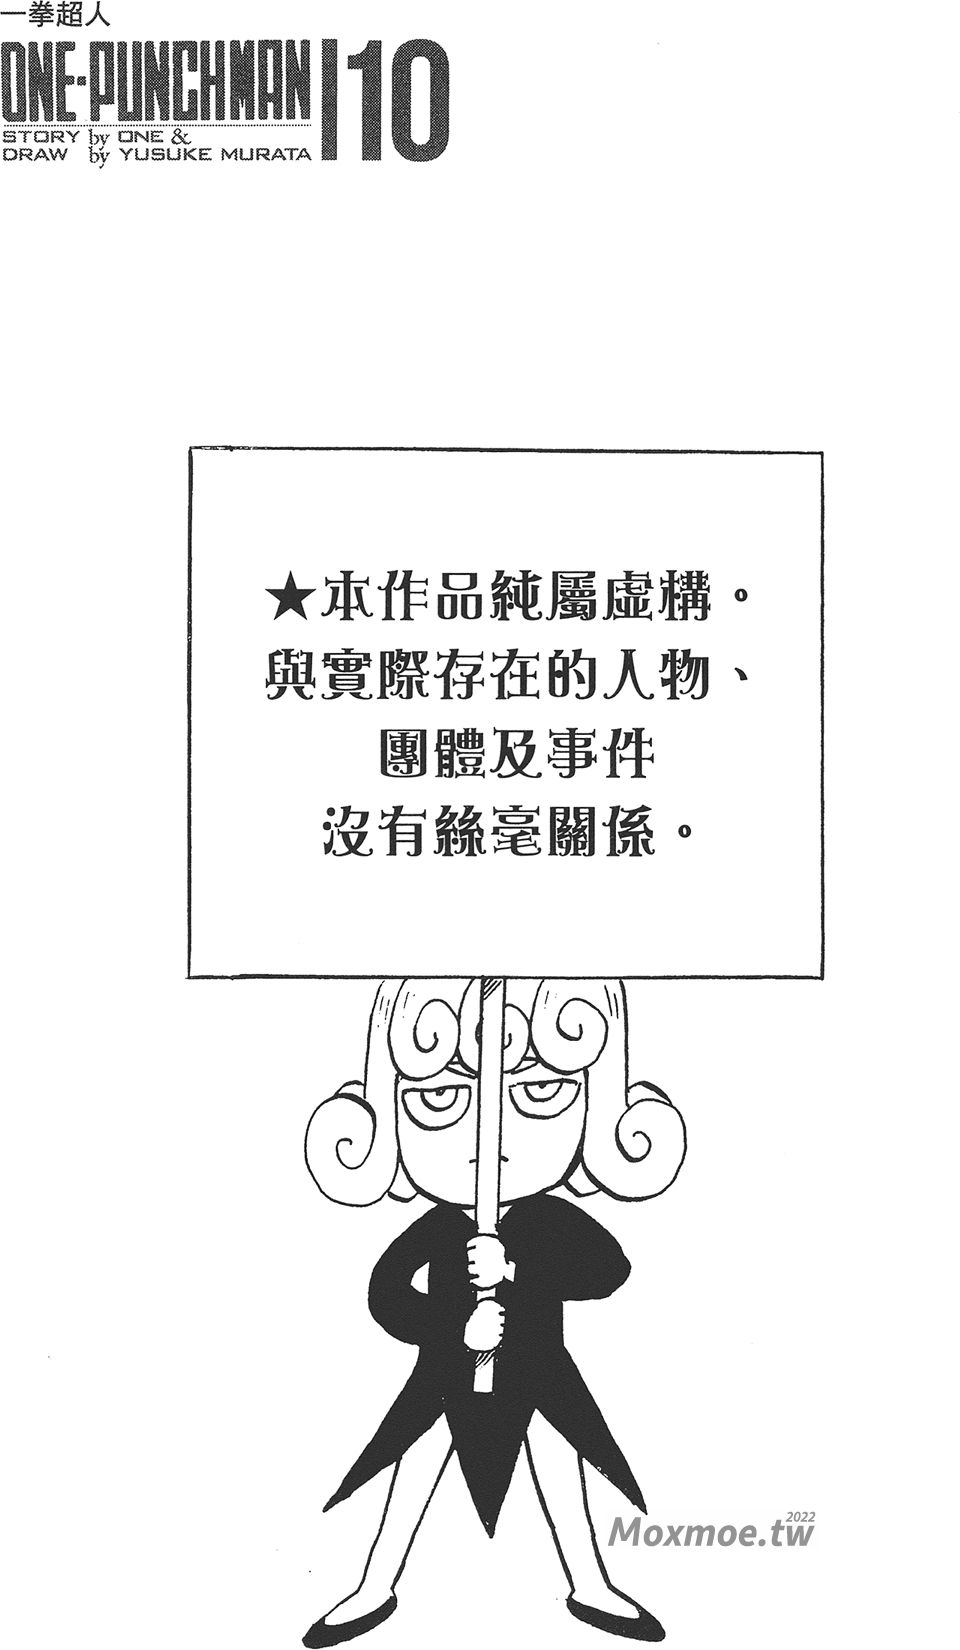 一拳超人
ONE-PUNCHMAN 10
STORY by ONE &
DRAW by YUSUKE MURATA
★本作品純屬虛構。
與實際存在的人物、
團體及事件
沒有絲毫關係。
2022
Moxmoe.tw